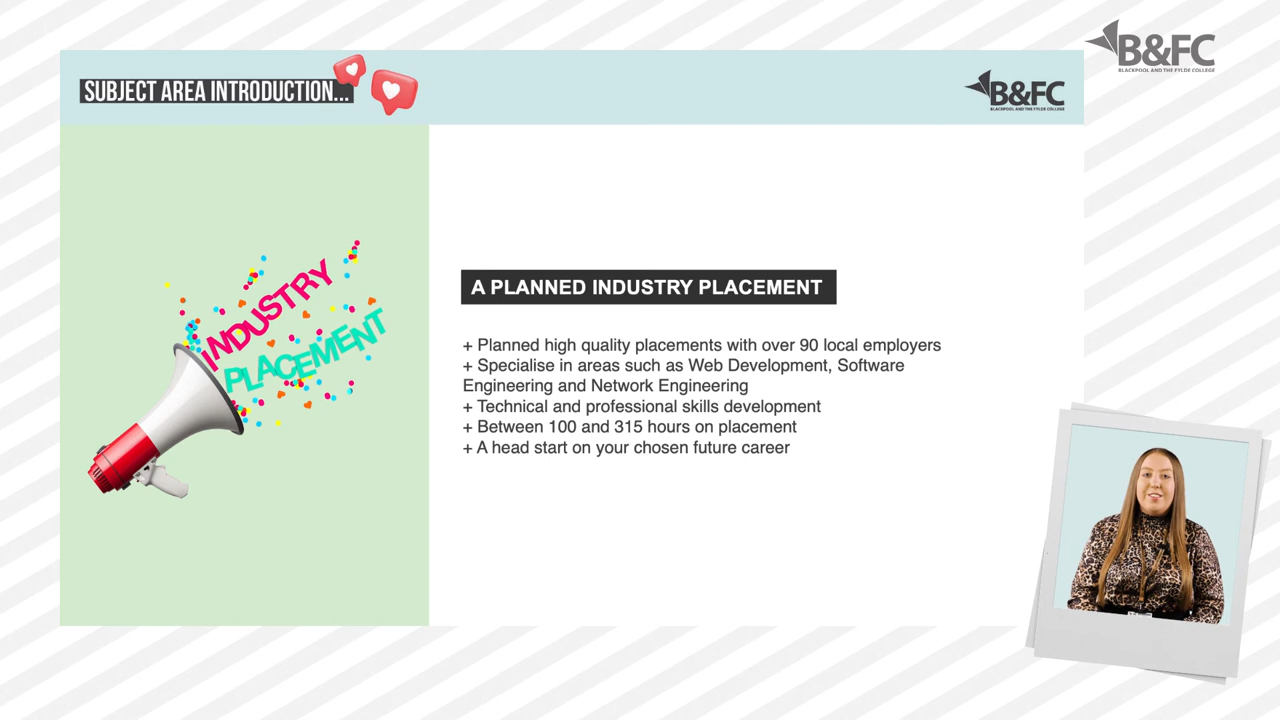 B&FC
BLACKPOOL AND THE FYLDE COLLEGE
SUBJECT AREA INTRODUCTION...
B&FC
BLACKPOOL AND THE FYLDE COLLEGE
INDUSTRY
PLACEMENT
A PLANNED INDUSTRY PLACEMENT
+ Planned high quality placements with over 90 local employers
+ Specialise in areas such as Web Development, Software
Engineering and Network Engineering
+ Technical and professional skills development
+ Between 100 and 315 hours on placement
+ A head start on your chosen future career